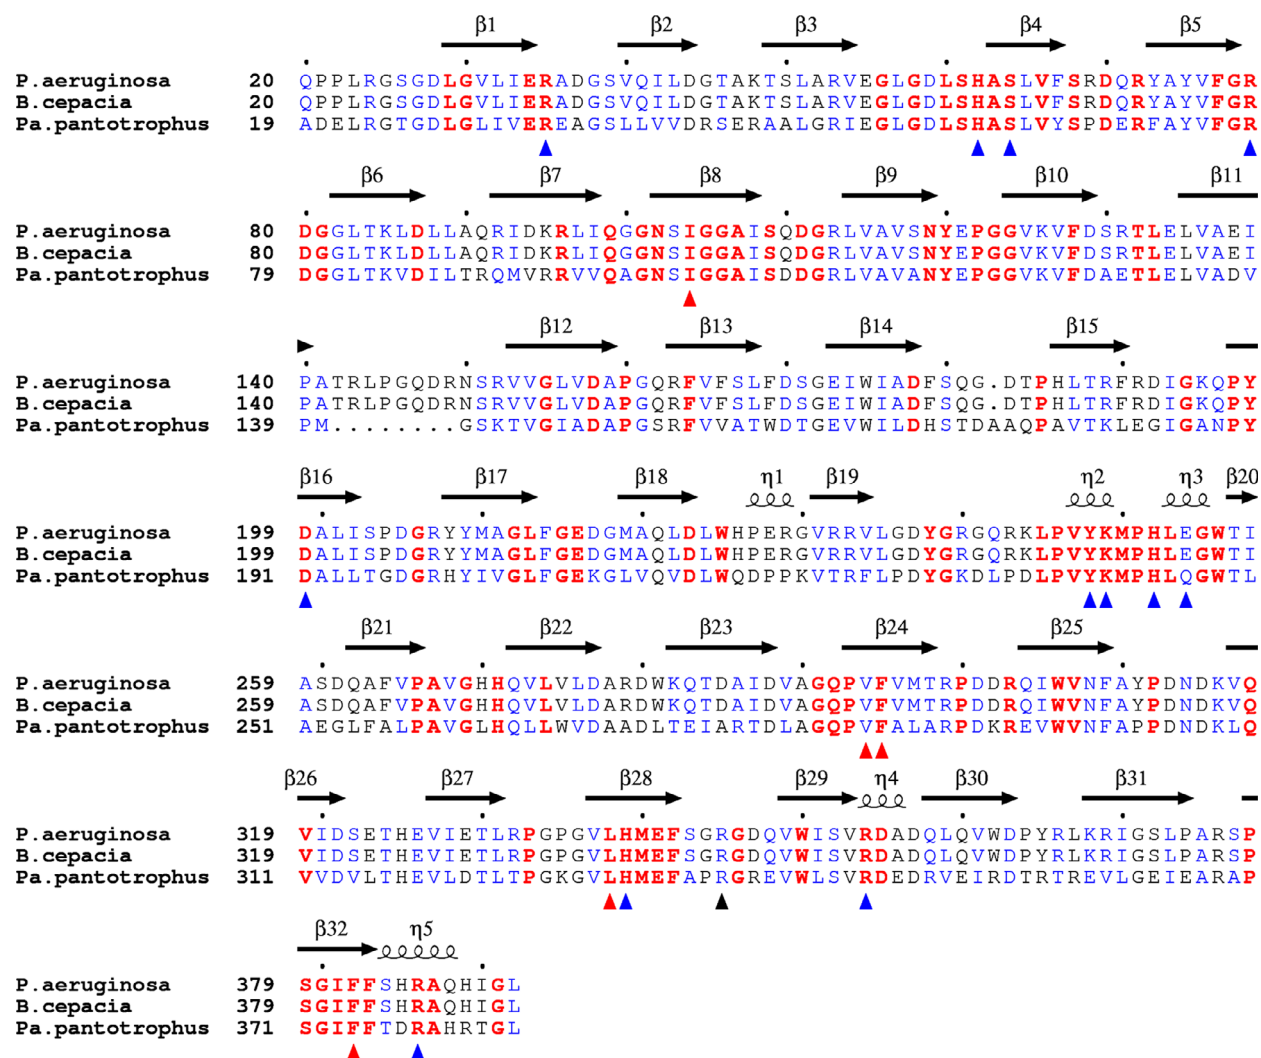 β1 β2 β3 β4 β5
P.aeruginosa 20 QPPLRGSGDLGVLIERADGSVQILDGTAKTSLARVEGLGDLSHASLVFSRDQRYAYVFGR
B.cepacia 20 QPPLRGSGDLGVLIERADGSVQILDGTAKTSLARVEGLGDLSHASLVFSRDQRYAYVFGR
Pa.pantotrophus 19 ADELRGTGDLGLIVEREAGSLLVVDRSERAALGRIEGLGDLSHASLVYSPDERFAYVFGR
β6 β7 β8 β9 β10 β11
P.aeruginosa 80 DGGLTKLDLLAQRIDKRLIQGGNSIGGAISQDGRLVAVSNYEPGGVKVFDSRTLELVAEI
B.cepacia 80 DGGLTKLDLLAQRIDKRLIQGGNSIGGAISQDGRLVAVSNYEPGGVKVFDSRTLELVAEI
Pa.pantotrophus 79 DGGLTKVDILTRQMVRRVVQAGNSIGGAISDDGRLVAVANYEPGGVKVFDAETLELVADV
β12 β13 β14 β15
P.aeruginosa 140 PATRLPGQDRNSRVVGLVDAPGQRFVFSLFDSGEIWIADFSQG.DTPHLTRFRDIGKQPY
B.cepacia 140 PATRLPGQDRNSRVVGLVDAPGQRFVFSLFDSGEIWIADFSQG.DTPHLTRFRDIGKQPY
Pa.pantotrophus 139 PM........GSKTVGIADAPGSRFVVATWDTGEVWILDHSTDAAQPAVTKLEGIGANPY
β16 β17 β18 η1 β19 η2 η3 β20
P.aeruginosa 199 DALISPDGRYYMAGLFGEDGMAQLDLWHPERGVRRVLGDYGRGQRKLPVYKMPHLEGWTI
B.cepacia 199 DALISPDGRYYMAGLFGEDGMAQLDLWHPERGVRRVLGDYGRGQRKLPVYKMPHLEGWTI
Pa.pantotrophus 191 DALLTGDGRHYIVGLFGEKGLVQVDLWQDPPKVTRFLPDYGKDLPDLPVYKMPHLQGWTL
β21 β22 β23 β24 β25
P.aeruginosa 259 ASDQAFVPAVGHHQVLVLDARDWKQTDAIDVAGQPVFVMTRPDDRQIWVNFAYPDNDKVQ
B.cepacia 259 ASDQAFVPAVGHHQVLVLDARDWKQTDAIDVAGQPVFVMTRPDDRQIWVNFAYPDNDKVQ
Pa.pantotrophus 251 AEGLFALPAVGLHQLLWVDAADLTEIARTDLAGQPVFALARPDKREVWVNFAPPDNDKLQ
β26 β27 β28 β29 η4 β30 β31
P.aeruginosa 319 VIDSETHEVIETLRPGPGVLHMEFSGRGDQVWISVRDADQLQVWDPYRLKRIGSLPARSP
B.cepacia 319 VIDSETHEVIETLRPGPGVLHMEFSGRGDQVWISVRDADQLQVWDPYRLKRIGSLPARSP
Pa.pantotrophus 311 VVDVLTHEVLDTLTPGKGVLHMEFAPRGREVWLSVRDEDRVEIRDTRTREVLGEIEARAP
β32 η5
P.aeruginosa 379 SGIFFSHRAQHIGL
B.cepacia 379 SGIFFSHRAQHIGL
Pa.pantotrophus 371 SGIFFTDRAHRTGL